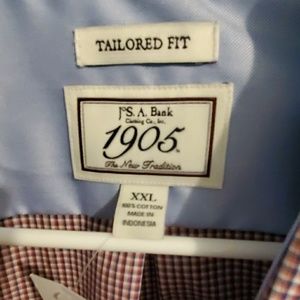 TAILORED FIT
JoS. A. Bank
Clothing Co., Inc.
1905
The New Tradition
XXL
100% COTTON
MADE IN
INDONESIA